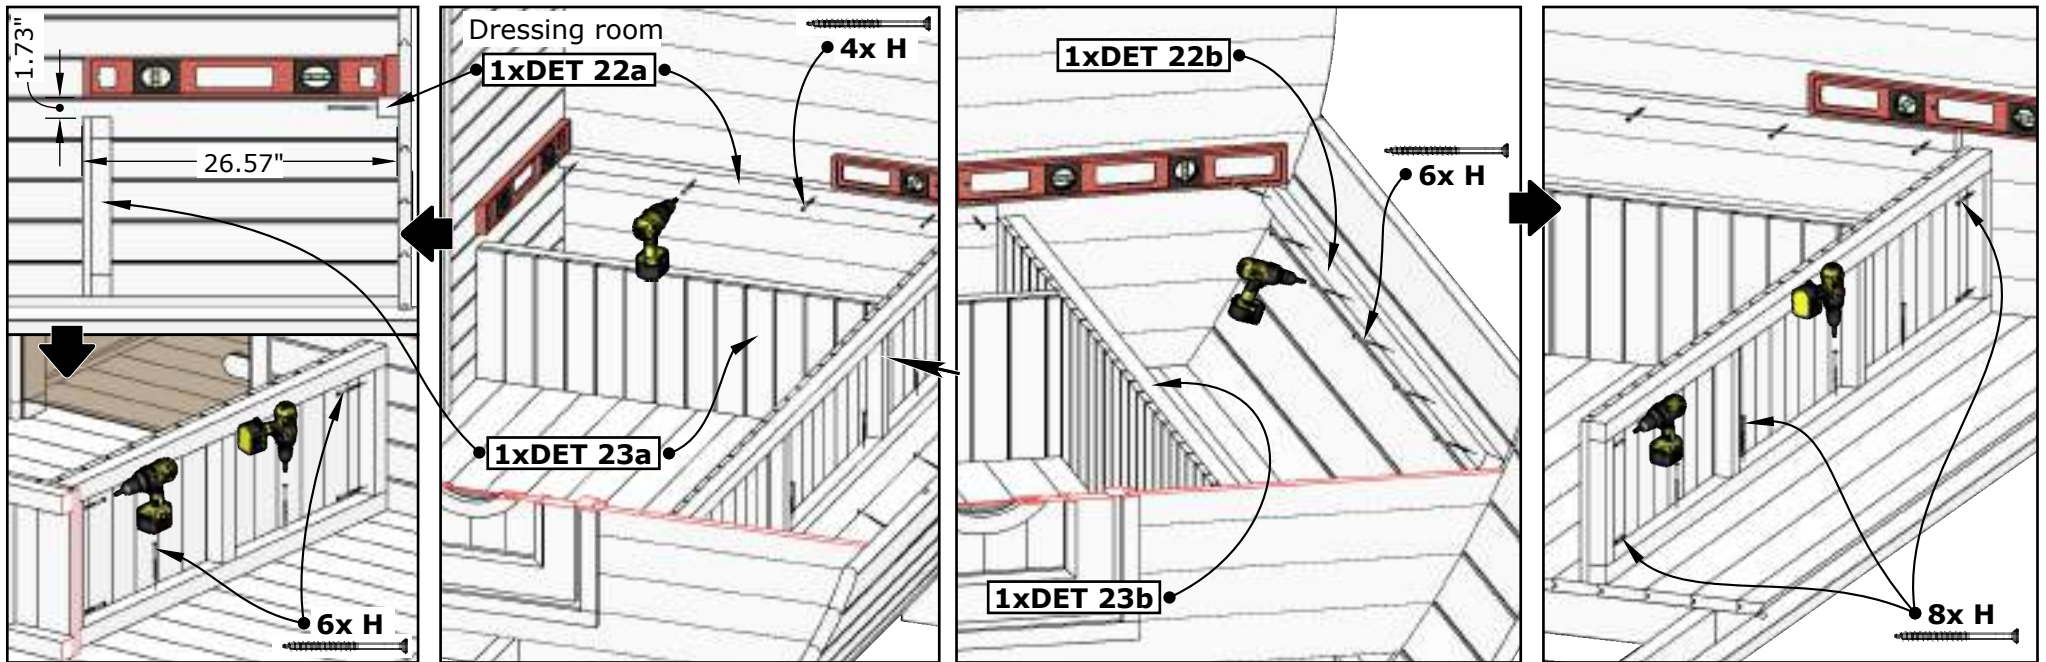 1.73"
26.57"
6x H
Dressing room
1xDET 22a
4x H
1xDET 23a
1xDET 22b
6x H
1xDET 23b
8x H